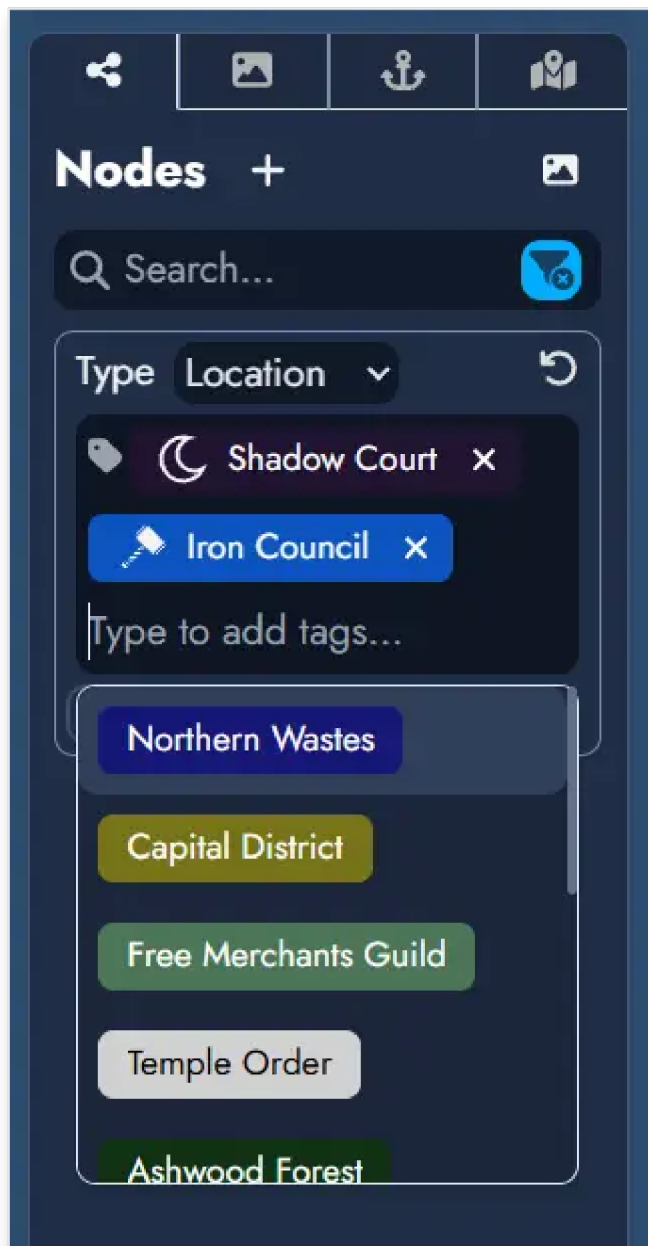 Nodes
Search...
Type Location
Shadow Court
Iron Council
Type to add tags...
Northern Wastes
Capital District
Free Merchants Guild
Temple Order
Ashwood Forest